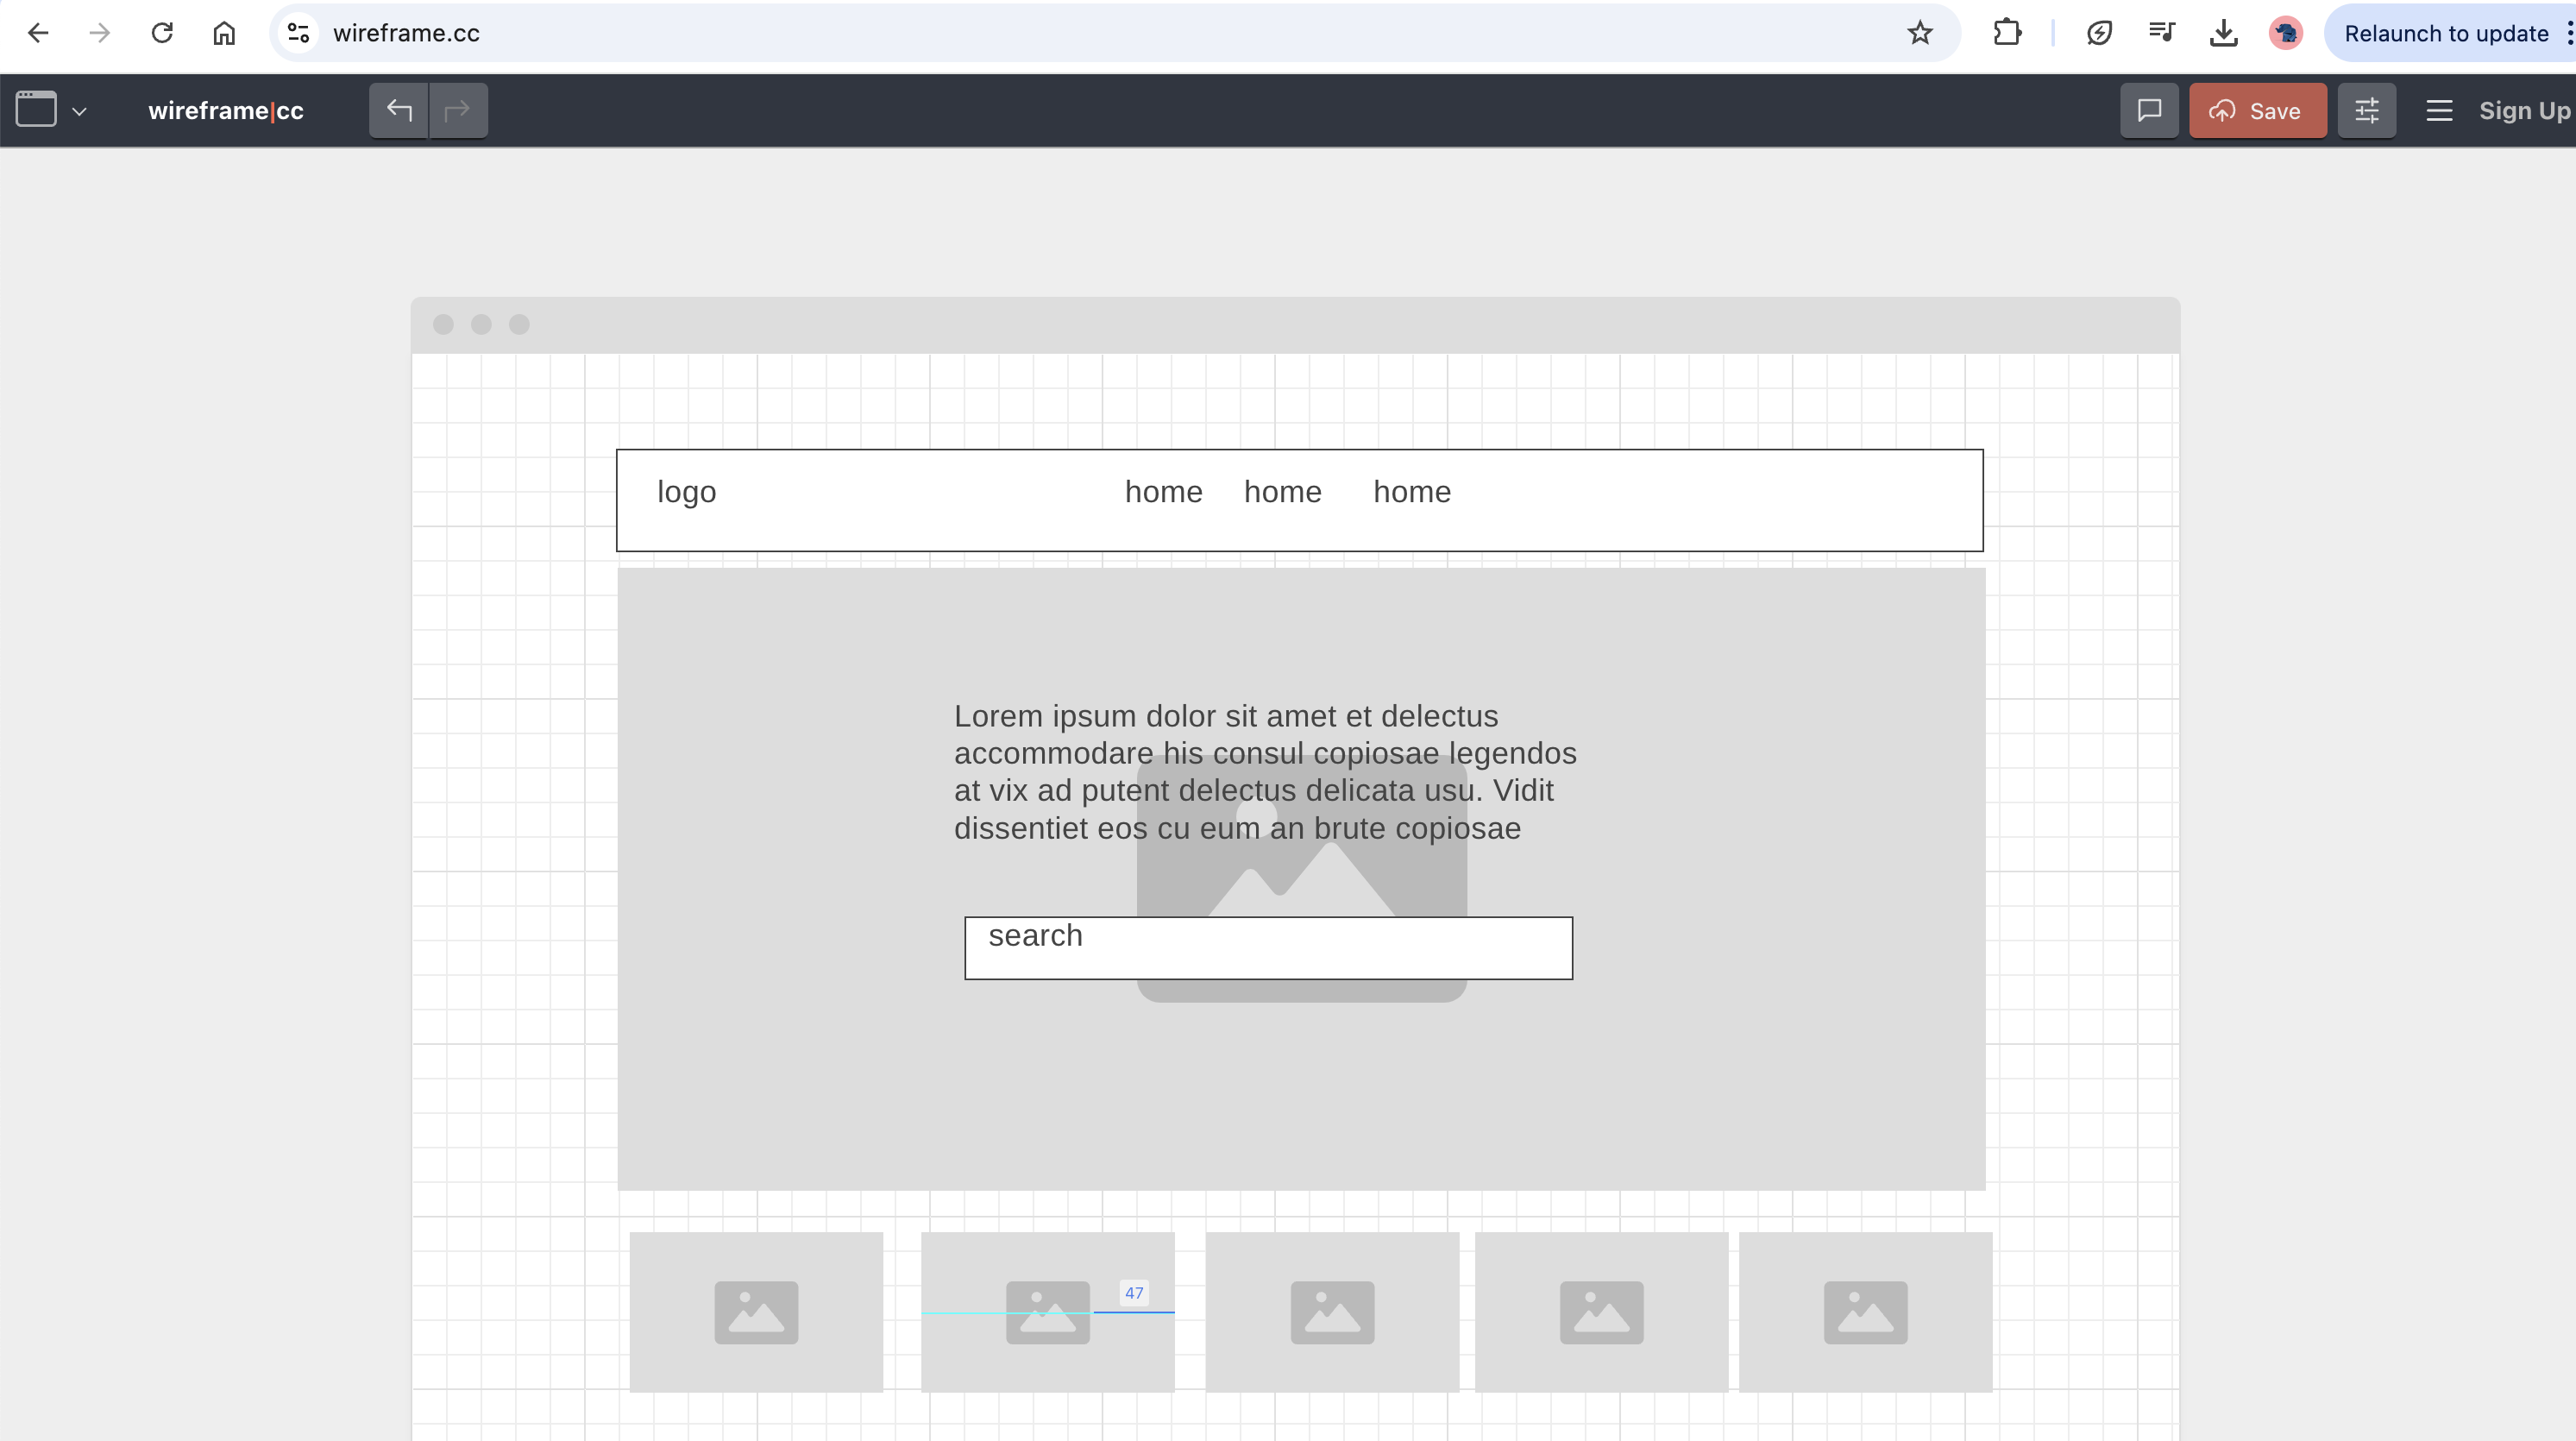 wireframe.cc
Relaunch to update
wireframe|cc
Save
Sign Up
logo home home home
Lorem ipsum dolor sit amet et delectus
accommodare his consul copiosae legendos
at vix ad putent delectus delicata usu. Vidit
dissentiet eos cu eum an brute copiosae
search
47